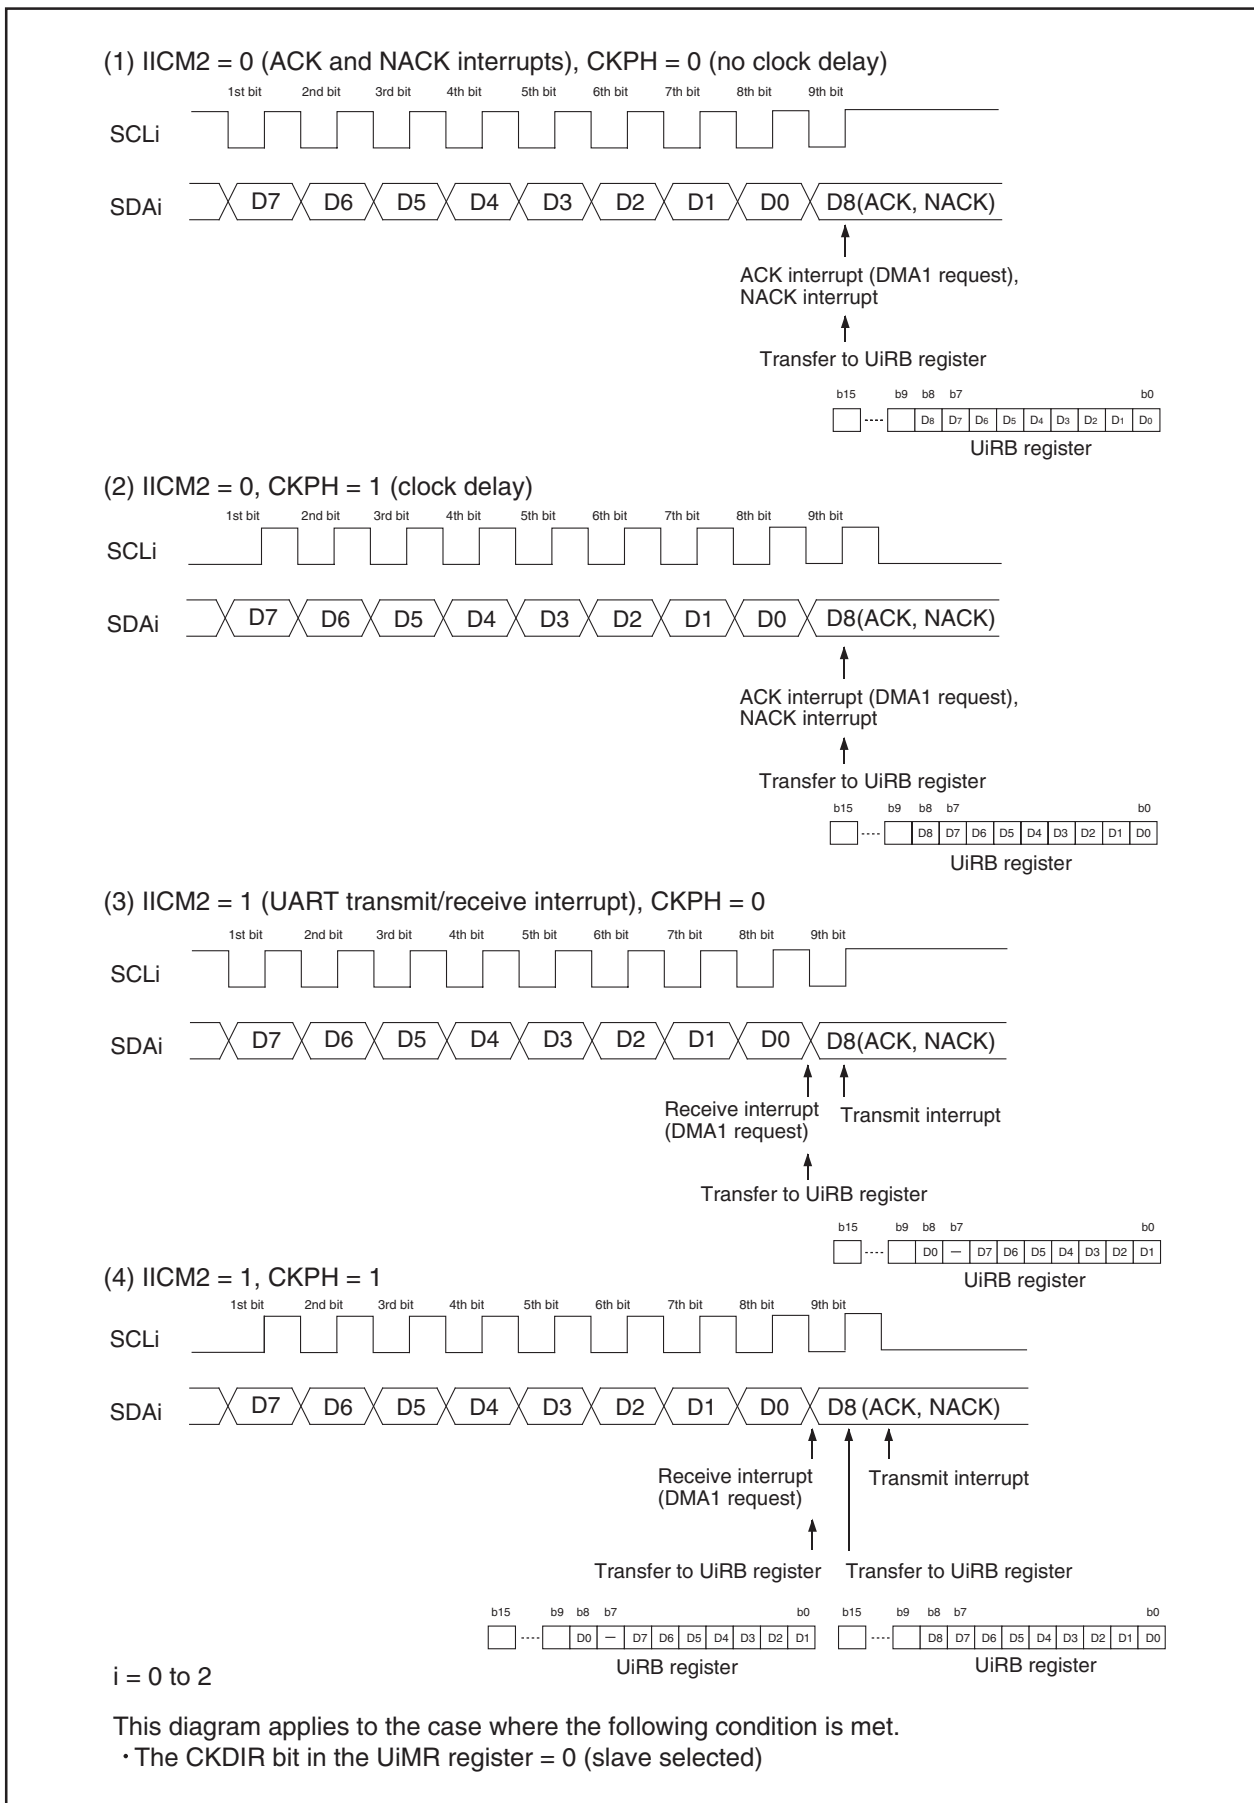 (1) IICM2 = 0 (ACK and NACK interrupts), CKPH = 0 (no clock delay)
1st bit 2nd bit 3rd bit 4th bit 5th bit 6th bit 7th bit 8th bit 9th bit
SCLi
SDAi D7 D6 D5 D4 D3 D2 D1 D0 D8(ACK, NACK)
ACK interrupt (DMA1 request),
NACK interrupt
Transfer to UiRB register
b15 b9 b8 b7 b0
D8 D7 D6 D5 D4 D3 D2 D1 D0
UiRB register
(2) IICM2 = 0, CKPH = 1 (clock delay)
1st bit 2nd bit 3rd bit 4th bit 5th bit 6th bit 7th bit 8th bit 9th bit
SCLi
SDAi D7 D6 D5 D4 D3 D2 D1 D0 D8(ACK, NACK)
ACK interrupt (DMA1 request),
NACK interrupt
Transfer to UiRB register
b15 b9 b8 b7 b0
D8 D7 D6 D5 D4 D3 D2 D1 D0
UiRB register
(3) IICM2 = 1 (UART transmit/receive interrupt), CKPH = 0
1st bit 2nd bit 3rd bit 4th bit 5th bit 6th bit 7th bit 8th bit 9th bit
SCLi
SDAi D7 D6 D5 D4 D3 D2 D1 D0 D8(ACK, NACK)
Receive interrupt Transmit interrupt
(DMA1 request)
Transfer to UiRB register
b15 b9 b8 b7 b0
D0 — D7 D6 D5 D4 D3 D2 D1
UiRB register
(4) IICM2 = 1, CKPH = 1
1st bit 2nd bit 3rd bit 4th bit 5th bit 6th bit 7th bit 8th bit 9th bit
SCLi
SDAi D7 D6 D5 D4 D3 D2 D1 D0 D8 (ACK, NACK)
Receive interrupt Transmit interrupt
(DMA1 request)
Transfer to UiRB register Transfer to UiRB register
b15 b9 b8 b7 b0 b15 b9 b8 b7 b0
D0 — D7 D6 D5 D4 D3 D2 D1 D8 D7 D6 D5 D4 D3 D2 D1 D0
UiRB register UiRB register
i = 0 to 2
This diagram applies to the case where the following condition is met.
· The CKDIR bit in the UiMR register = 0 (slave selected)